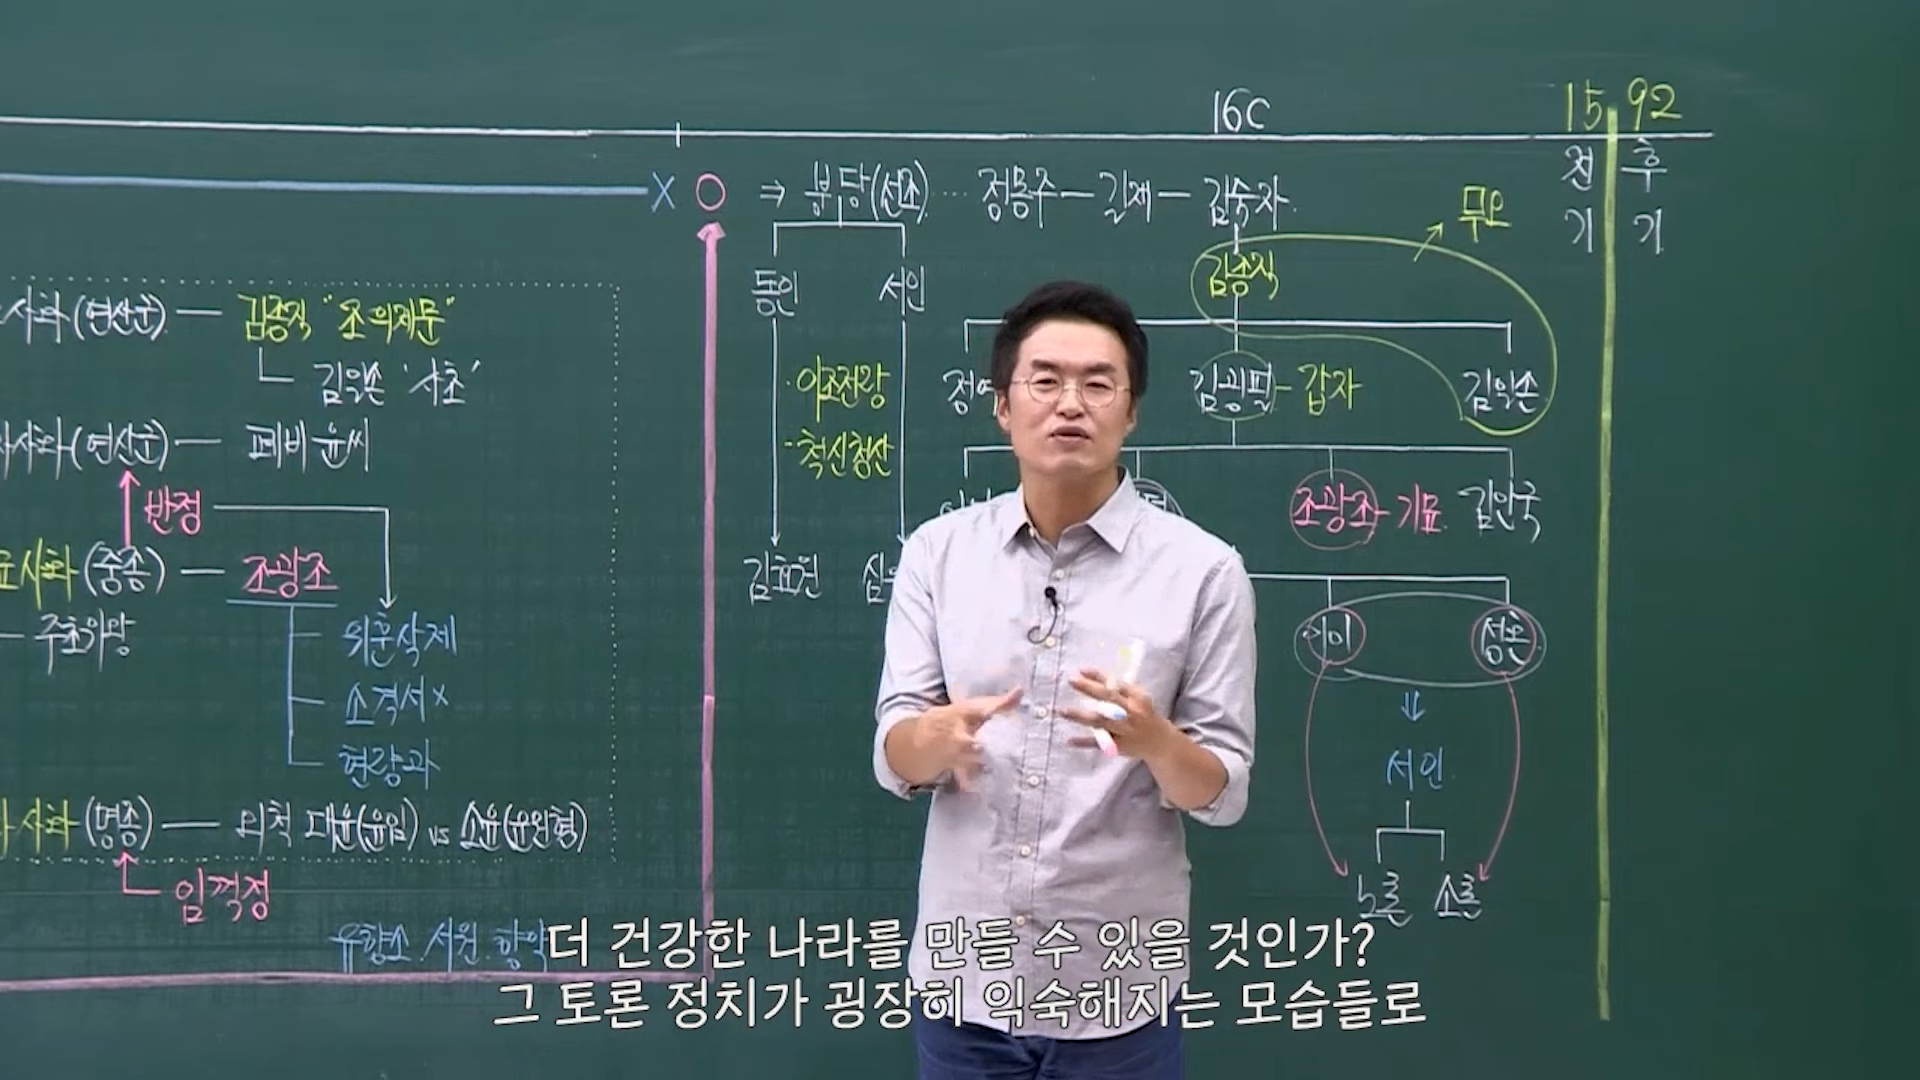 16C
15 92
전기 후기
X O ⇒ 분당(선조) … 정몽주 — 길재 — 김숙자.
무오
김종직
동인 서인
사화(연산군) — 김종직 "조의제문"
김일손 '사초'
이조전랑
척신청산
정여
김굉필 - 갑자
김일손
사화(연산군) — 폐비 윤씨
반정
조광조 - 기묘
김안국
묘사화(중종) — 조광조
— 주초위왕
김효원 심
위훈삭제
소격서 x
현량과
이이 성혼
⇓
서인
노론 소론
사화(명종) — 외척 대윤(윤임) vs 소윤(윤원형)
임꺽정
유향소. 서원. 향약
더 건강한 나라를 만들 수 있을 것인가?
그 토론 정치가 굉장히 익숙해지는 모습들로